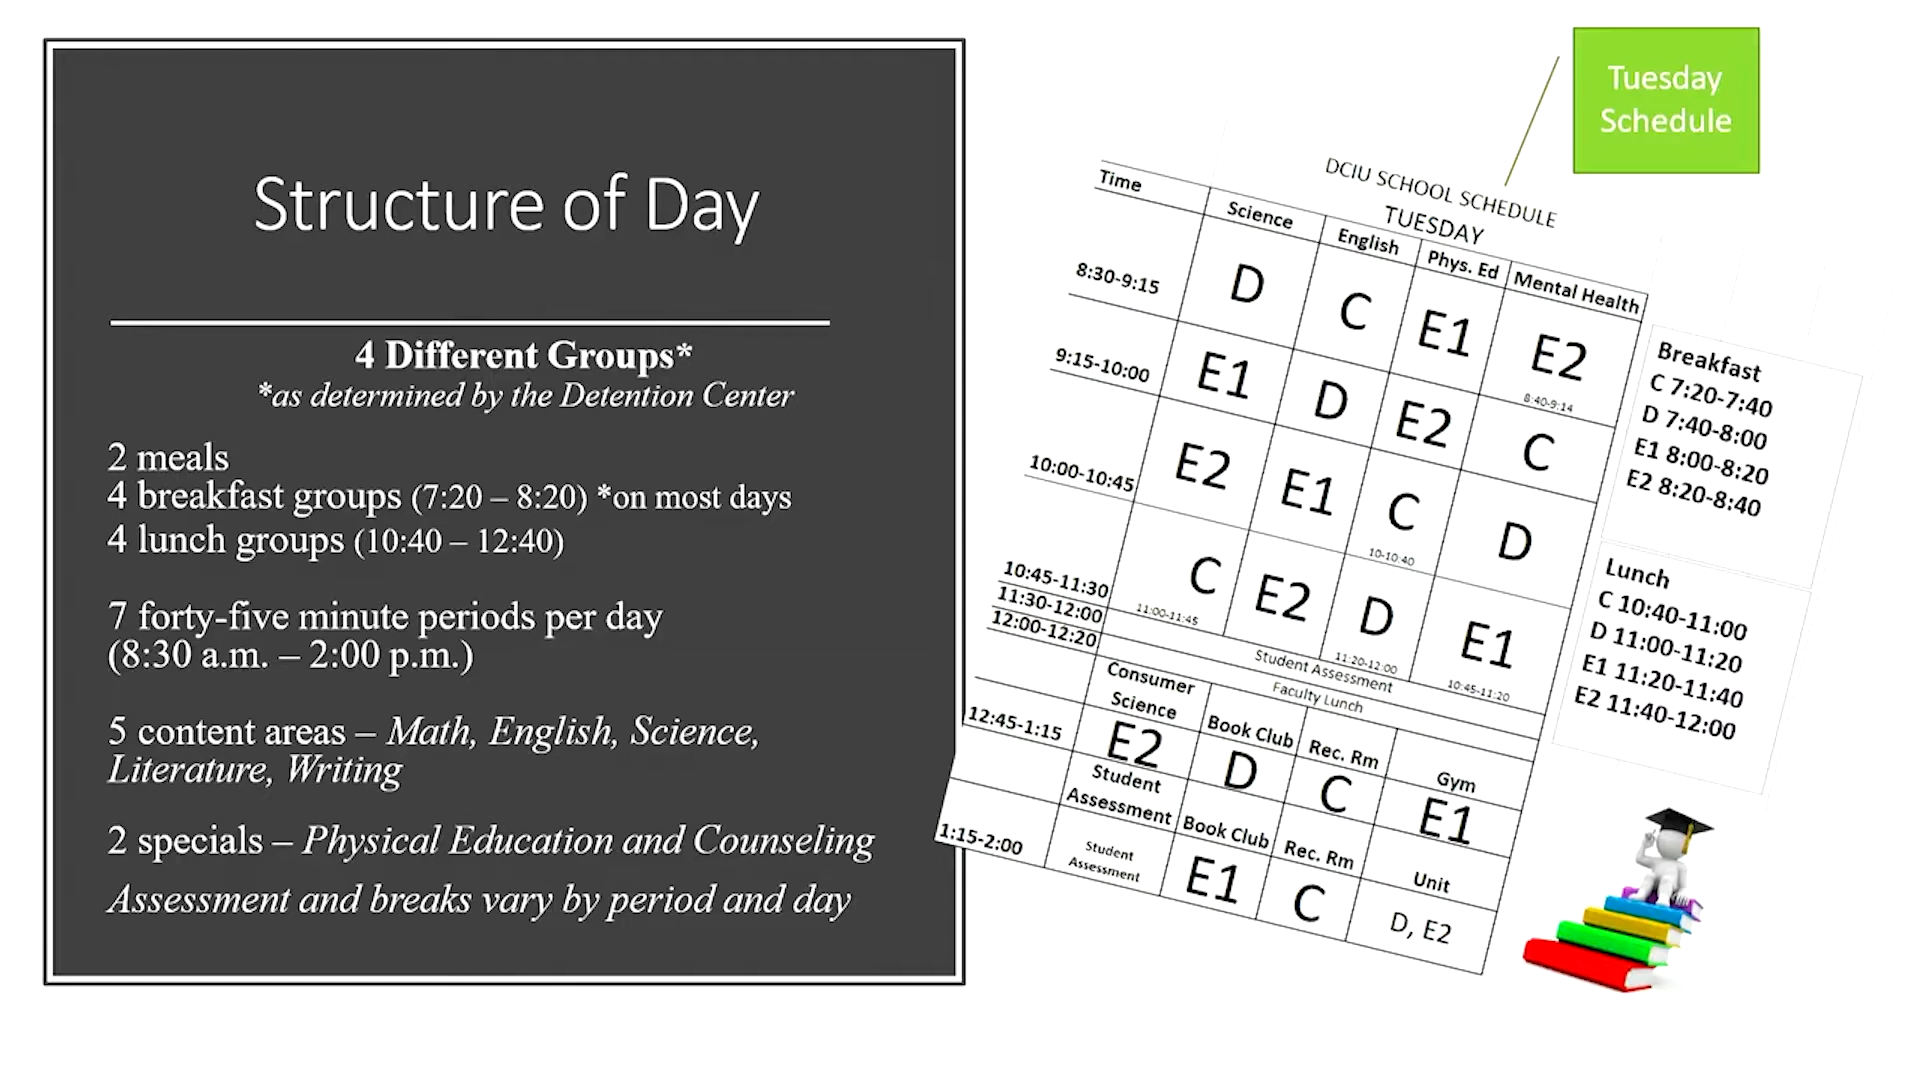 Structure of Day
4 Different Groups*
*as determined by the Detention Center
2 meals
4 breakfast groups (7:20 – 8:20) *on most days
4 lunch groups (10:40 – 12:40)
7 forty-five minute periods per day
(8:30 a.m. – 2:00 p.m.)
5 content areas – Math, English, Science,
Literature, Writing
2 specials – Physical Education and Counseling
Assessment and breaks vary by period and day
Tuesday
Schedule
DCIU SCHOOL SCHEDULE
TUESDAY
Time Science English Phys. Ed Mental Health
8:30-9:15 D C E1 E2
8:40-9:14
9:15-10:00 E1 D E2 C
10:00-10:45 E2 E1 C D
10-10:40
10:45-11:30 C E2 D E1
11:00-11:45 11:20-12:00 10:45-11:20
11:30-12:00 Student Assessment
12:00-12:20 Faculty Lunch
Consumer
Science Book Club Rec. Rm Gym
12:45-1:15 E2 D C E1
Student
Assessment Book Club Rec. Rm Unit
1:15-2:00 Student
Assessment E1 C D, E2
Breakfast
C 7:20-7:40
D 7:40-8:00
E1 8:00-8:20
E2 8:20-8:40
Lunch
C 10:40-11:00
D 11:00-11:20
E1 11:20-11:40
E2 11:40-12:00